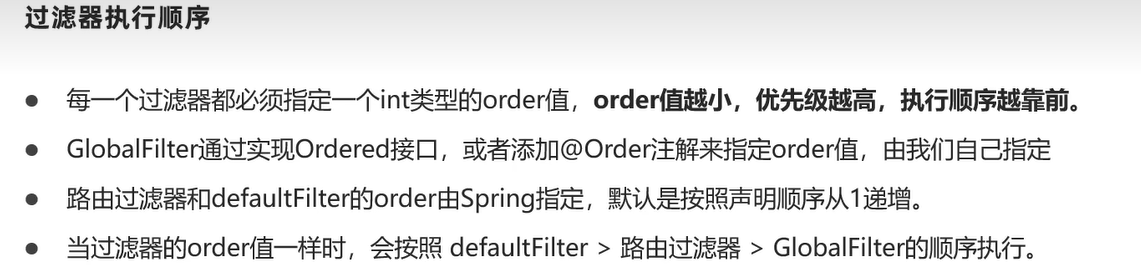 过滤器执行顺序
● 每一个过滤器都必须指定一个int类型的order值，order值越小，优先级越高，执行顺序越靠前。
● GlobalFilter通过实现Ordered接口，或者添加@Order注解来指定order值，由我们自己指定
● 路由过滤器和defaultFilter的order由Spring指定，默认是按照声明顺序从1递增。
● 当过滤器的order值一样时，会按照 defaultFilter > 路由过滤器 > GlobalFilter的顺序执行。